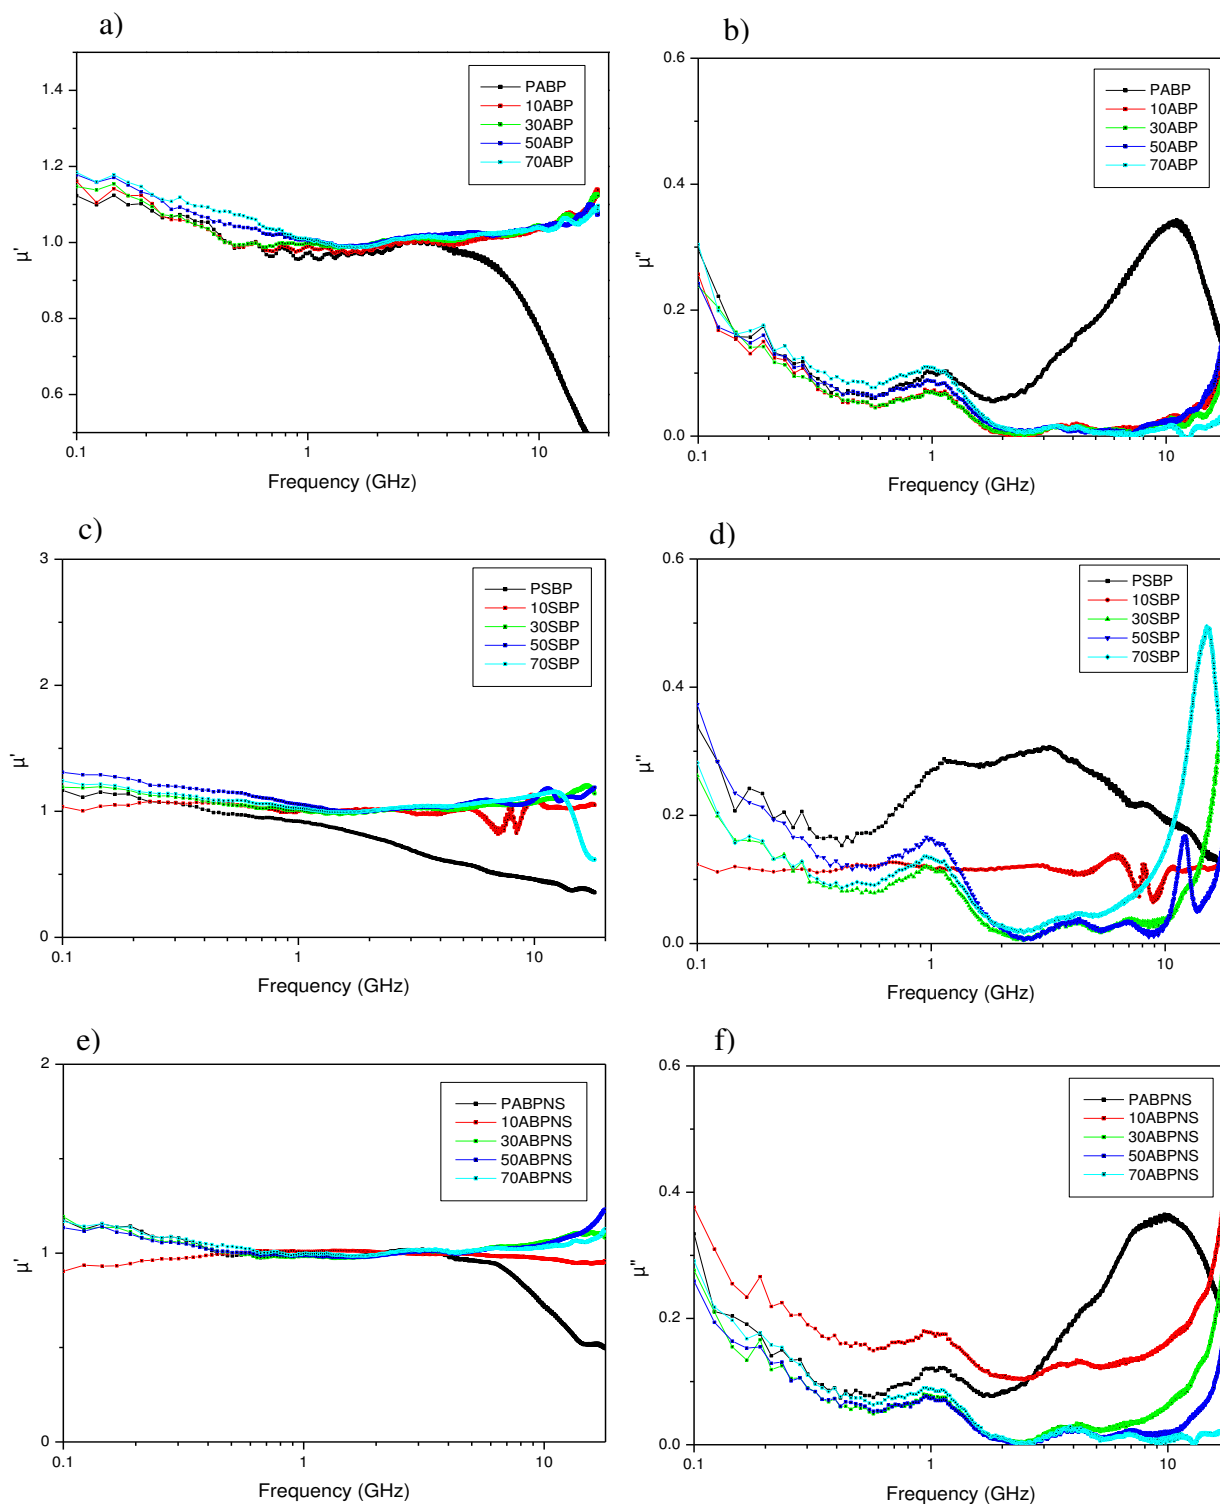 a)
1.4
1.2
1.0
0.8
0.6
μ'
0.1
1
10
Frequency (GHz)
PABP
10ABP
30ABP
50ABP
70ABP
b)
0.6
0.4
0.2
0.0
μ"
0.1
1
10
Frequency (GHz)
PABP
10ABP
30ABP
50ABP
70ABP
c)
3
2
1
0
μ'
0.1
1
10
Frequency (GHz)
PSBP
10SBP
30SBP
50SBP
70SBP
d)
0.6
0.4
0.2
0.0
μ"
0.1
1
10
Frequency (GHz)
PSBP
10SBP
30SBP
50SBP
70SBP
e)
2
1
0
μ'
0.1
1
10
Frequency (GHz)
PABPNS
10ABPNS
30ABPNS
50ABPNS
70ABPNS
f)
0.6
0.4
0.2
0.0
μ"
0.1
1
10
Frequency (GHz)
PABPNS
10ABPNS
30ABPNS
50ABPNS
70ABPNS